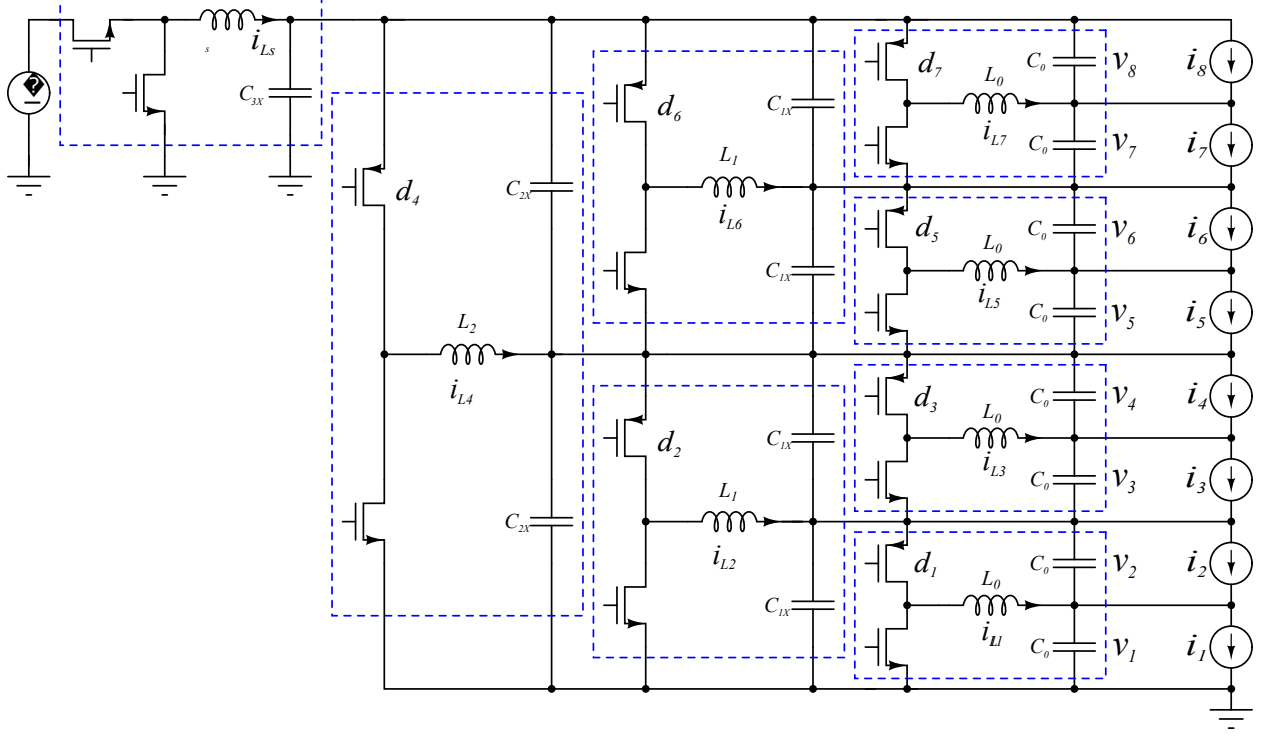 i_Ls
s
C_3X
d_4
C_2X
L_2
i_L4
C_2X
d_6
C_1X
L_1
i_L6
C_1X
d_2
C_1X
L_1
i_L2
C_1X
d_7
L_0
i_L7
C_0
v_8
i_8
C_0
v_7
i_7
d_5
L_0
i_L5
C_0
v_6
i_6
C_0
v_5
i_5
d_3
L_0
i_L3
C_0
v_4
i_4
C_0
v_3
i_3
d_1
L_0
i_L1
C_0
v_2
i_2
C_0
v_1
i_1